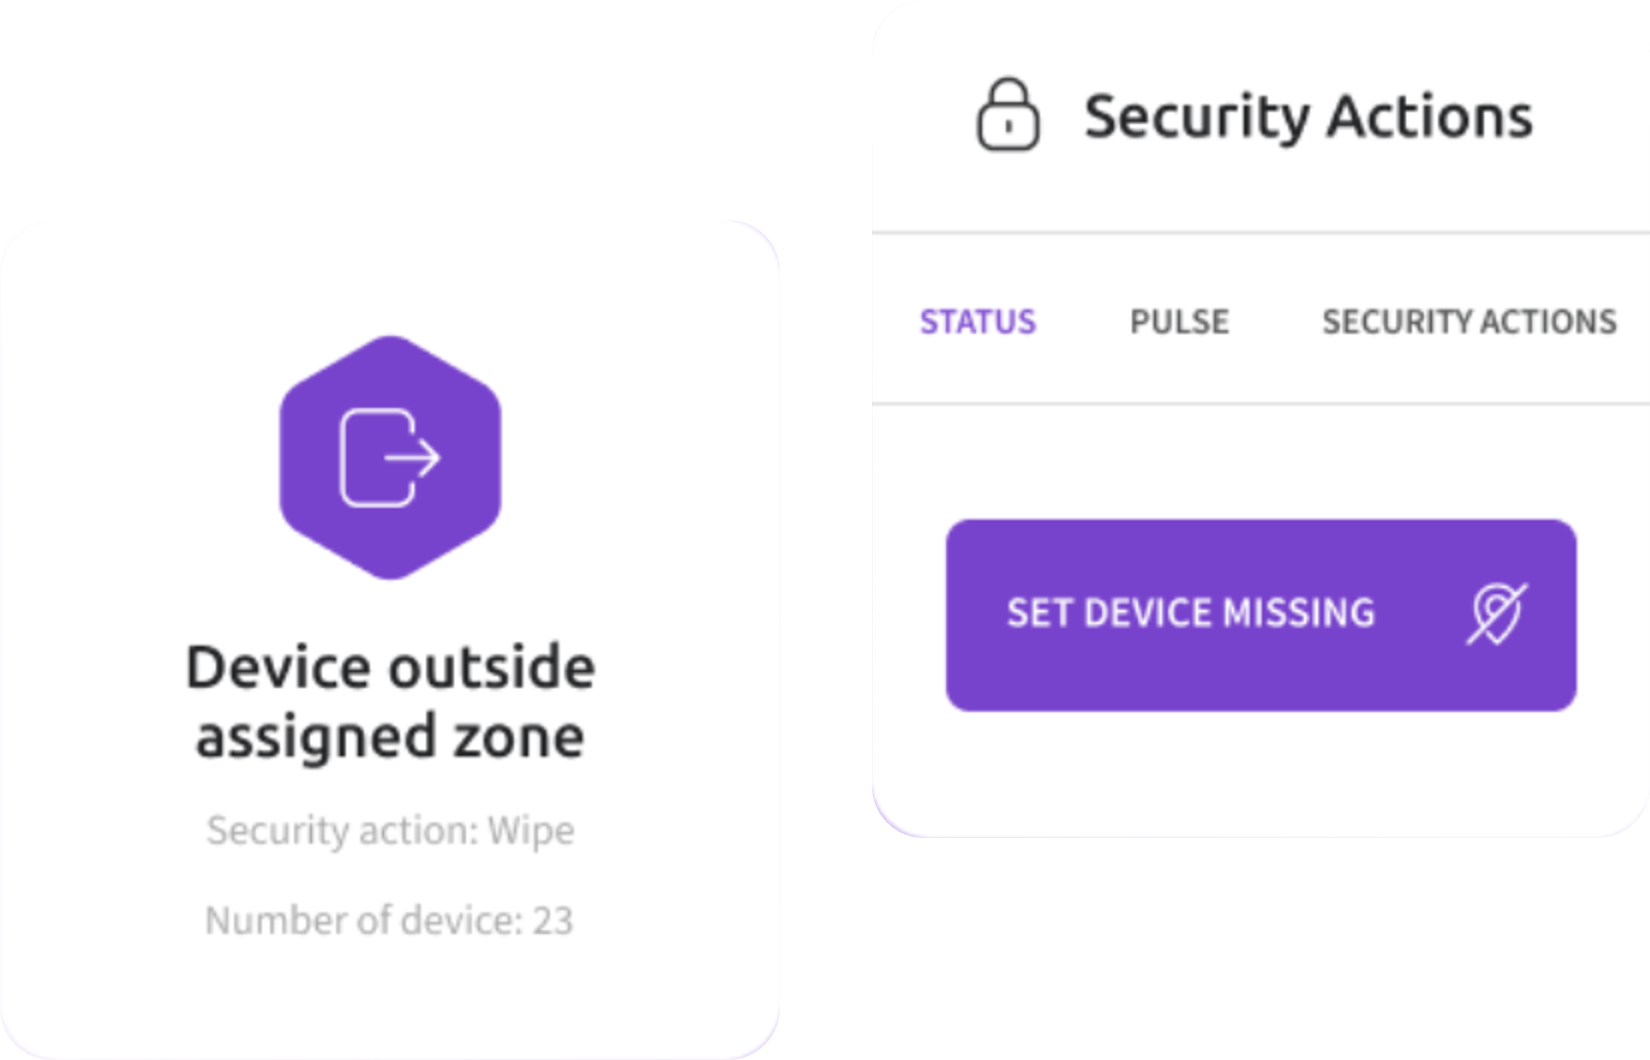 Security Actions
STATUS PULSE SECURITY ACTIONS
SET DEVICE MISSING
Device outside
assigned zone
Security action: Wipe
Number of device: 23